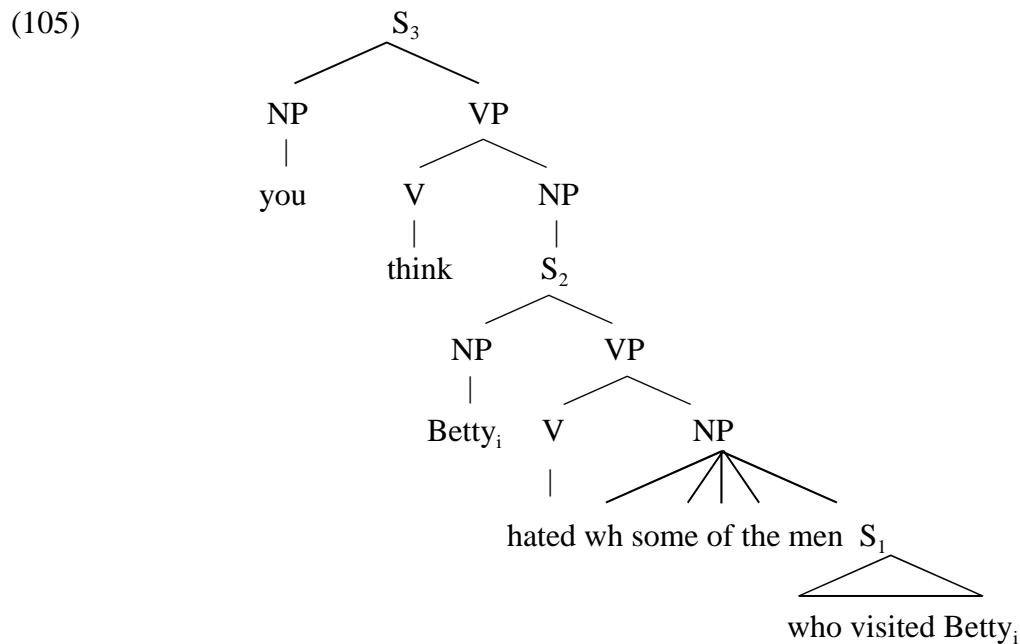 (105) S₃
NP VP
you V NP
think S₂
NP VP
Bettyᵢ V NP
hated wh some of the men S₁
who visited Bettyᵢ